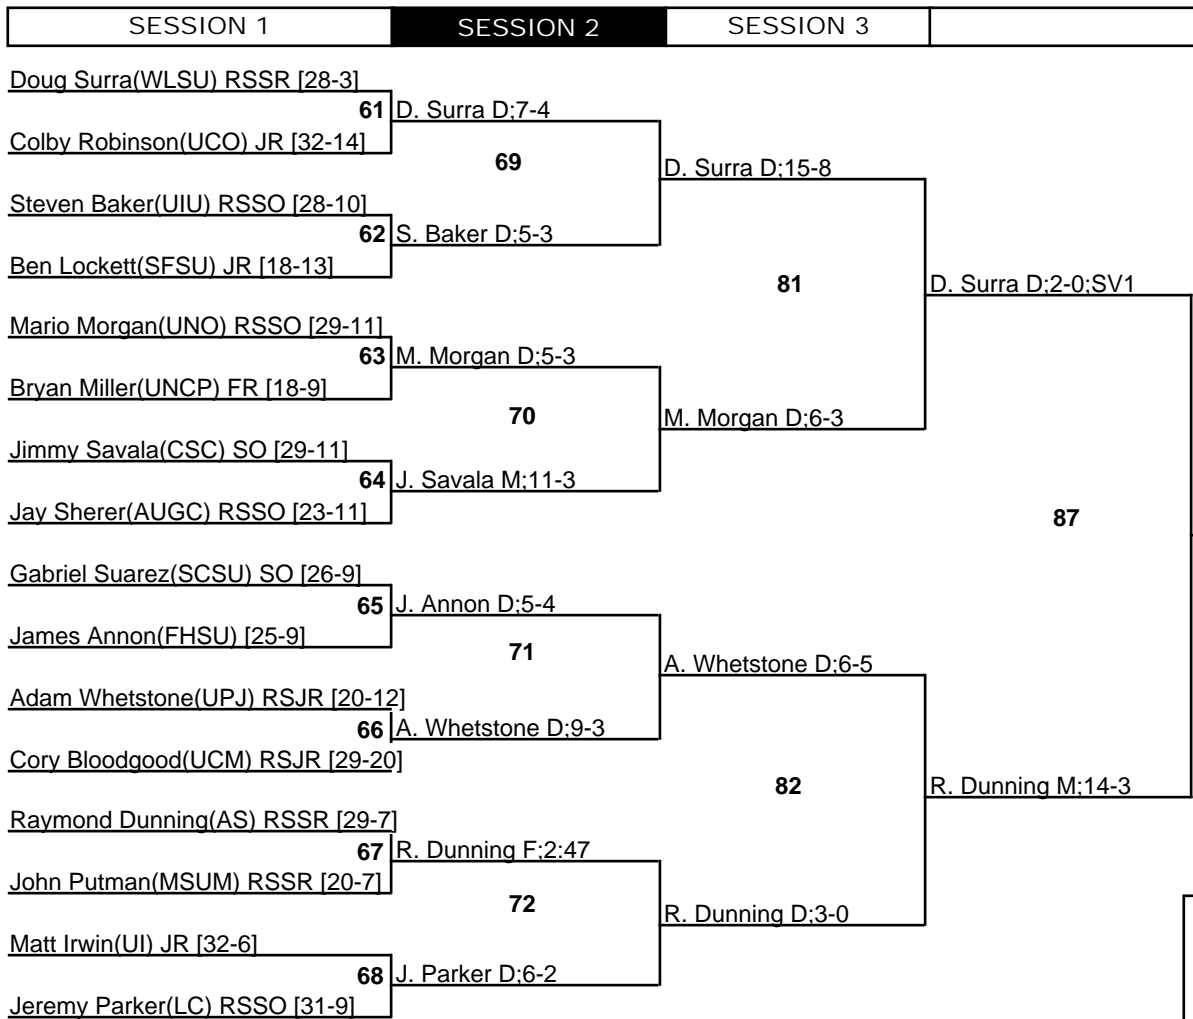 SESSION 1 SESSION 2 SESSION 3
Doug Surra(WLSU) RSSR [28-3]
61 D. Surra D;7-4
Colby Robinson(UCO) JR [32-14]
69
D. Surra D;15-8
Steven Baker(UIU) RSSO [28-10]
62 S. Baker D;5-3
Ben Lockett(SFSU) JR [18-13]
81
D. Surra D;2-0;SV1
Mario Morgan(UNO) RSSO [29-11]
63 M. Morgan D;5-3
Bryan Miller(UNCP) FR [18-9]
70
M. Morgan D;6-3
Jimmy Savala(CSC) SO [29-11]
64 J. Savala M;11-3
Jay Sherer(AUGC) RSSO [23-11]
87
Gabriel Suarez(SCSU) SO [26-9]
65 J. Annon D;5-4
James Annon(FHSU) [25-9]
71
A. Whetstone D;6-5
Adam Whetstone(UPJ) RSJR [20-12]
66 A. Whetstone D;9-3
Cory Bloodgood(UCM) RSJR [29-20]
82
R. Dunning M;14-3
Raymond Dunning(AS) RSSR [29-7]
67 R. Dunning F;2:47
John Putman(MSUM) RSSR [20-7]
72
R. Dunning D;3-0
Matt Irwin(UI) JR [32-6]
68 J. Parker D;6-2
Jeremy Parker(LC) RSSO [31-9]